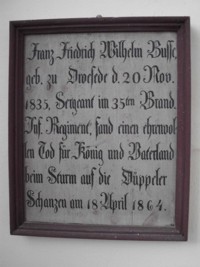 Franz Friedrich Wilhelm Busse,
geb. zu Drosede d. 20 Nov.
1835, Sergeant im 35ten Brand.
Inf. Regiment, fand einen ehrenvol-
len Tod für König und Vaterland
beim Sturm auf die Düppeler
Schanzen am 18 April 1864.